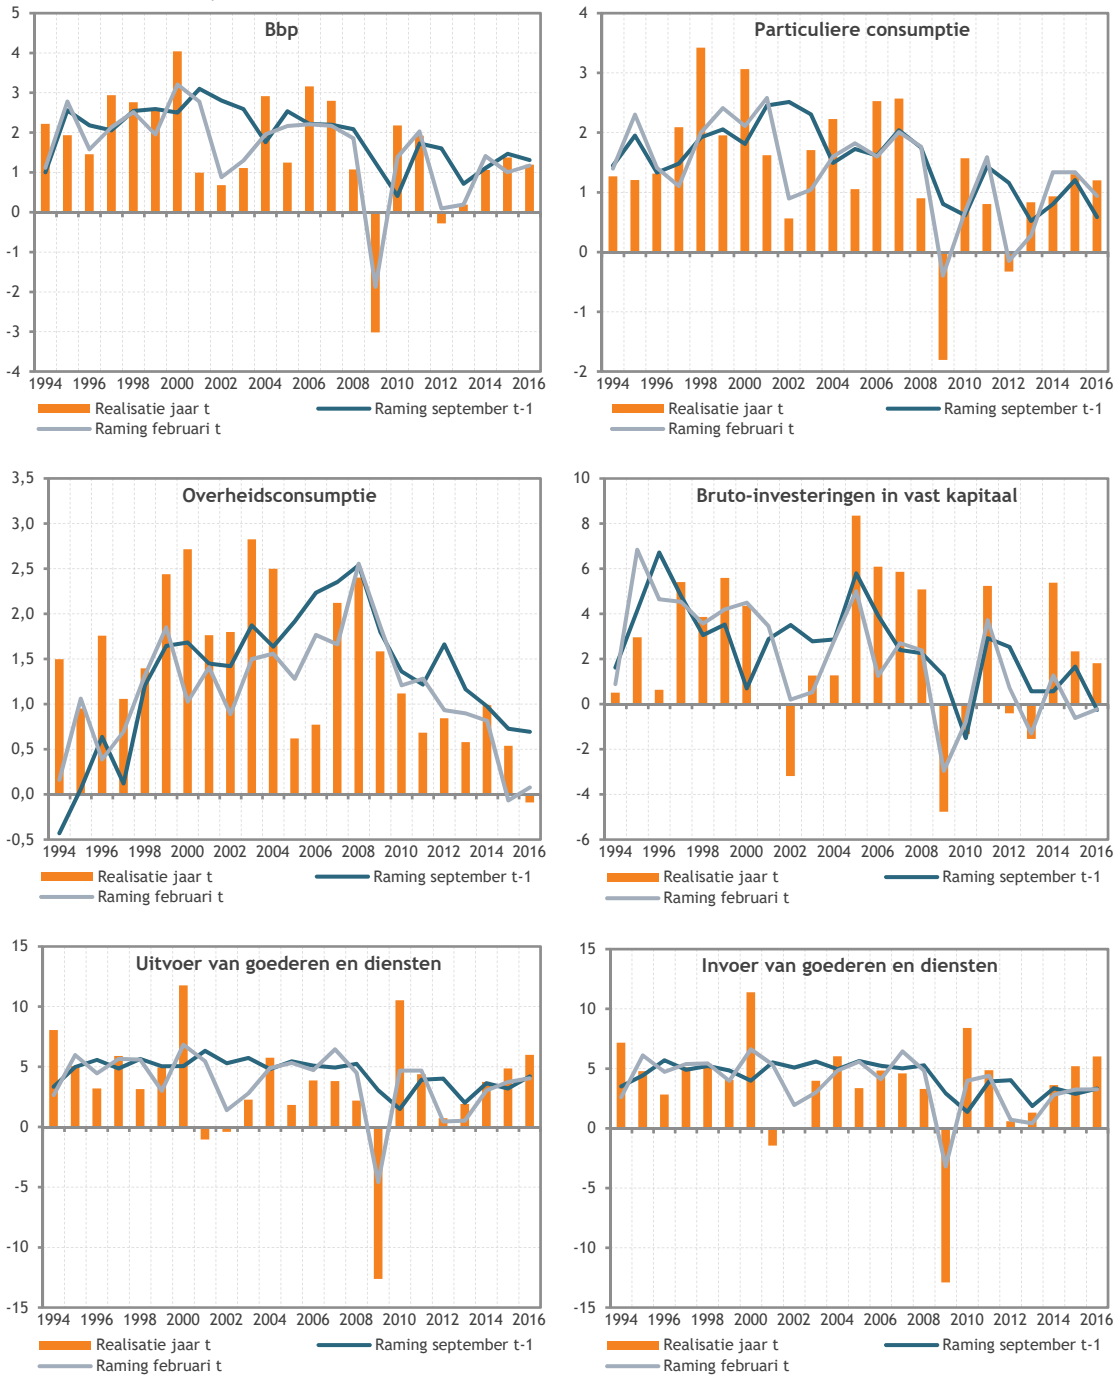 Bbp
5
4
3
2
1
0
-1
-2
-3
-4
1994 1996 1998 2000 2002 2004 2006 2008 2010 2012 2014 2016
Realisatie jaar t
Raming september t-1
Raming februari t
Particuliere consumptie
4
3
2
1
0
-1
-2
1994 1996 1998 2000 2002 2004 2006 2008 2010 2012 2014 2016
Realisatie jaar t
Raming september t-1
Raming februari t
Overheidsconsumptie
3,5
3,0
2,5
2,0
1,5
1,0
0,5
0,0
-0,5
1994 1996 1998 2000 2002 2004 2006 2008 2010 2012 2014 2016
Realisatie jaar t
Raming september t-1
Raming februari t
Bruto-investeringen in vast kapitaal
10
8
6
4
2
0
-2
-4
-6
1994 1996 1998 2000 2002 2004 2006 2008 2010 2012 2014 2016
Realisatie jaar t
Raming september t-1
Raming februari t
Uitvoer van goederen en diensten
15
10
5
0
-5
-10
-15
1994 1996 1998 2000 2002 2004 2006 2008 2010 2012 2014 2016
Realisatie jaar t
Raming september t-1
Raming februari t
Invoer van goederen en diensten
15
10
5
0
-5
-10
-15
1994 1996 1998 2000 2002 2004 2006 2008 2010 2012 2014 2016
Realisatie jaar t
Raming september t-1
Raming februari t